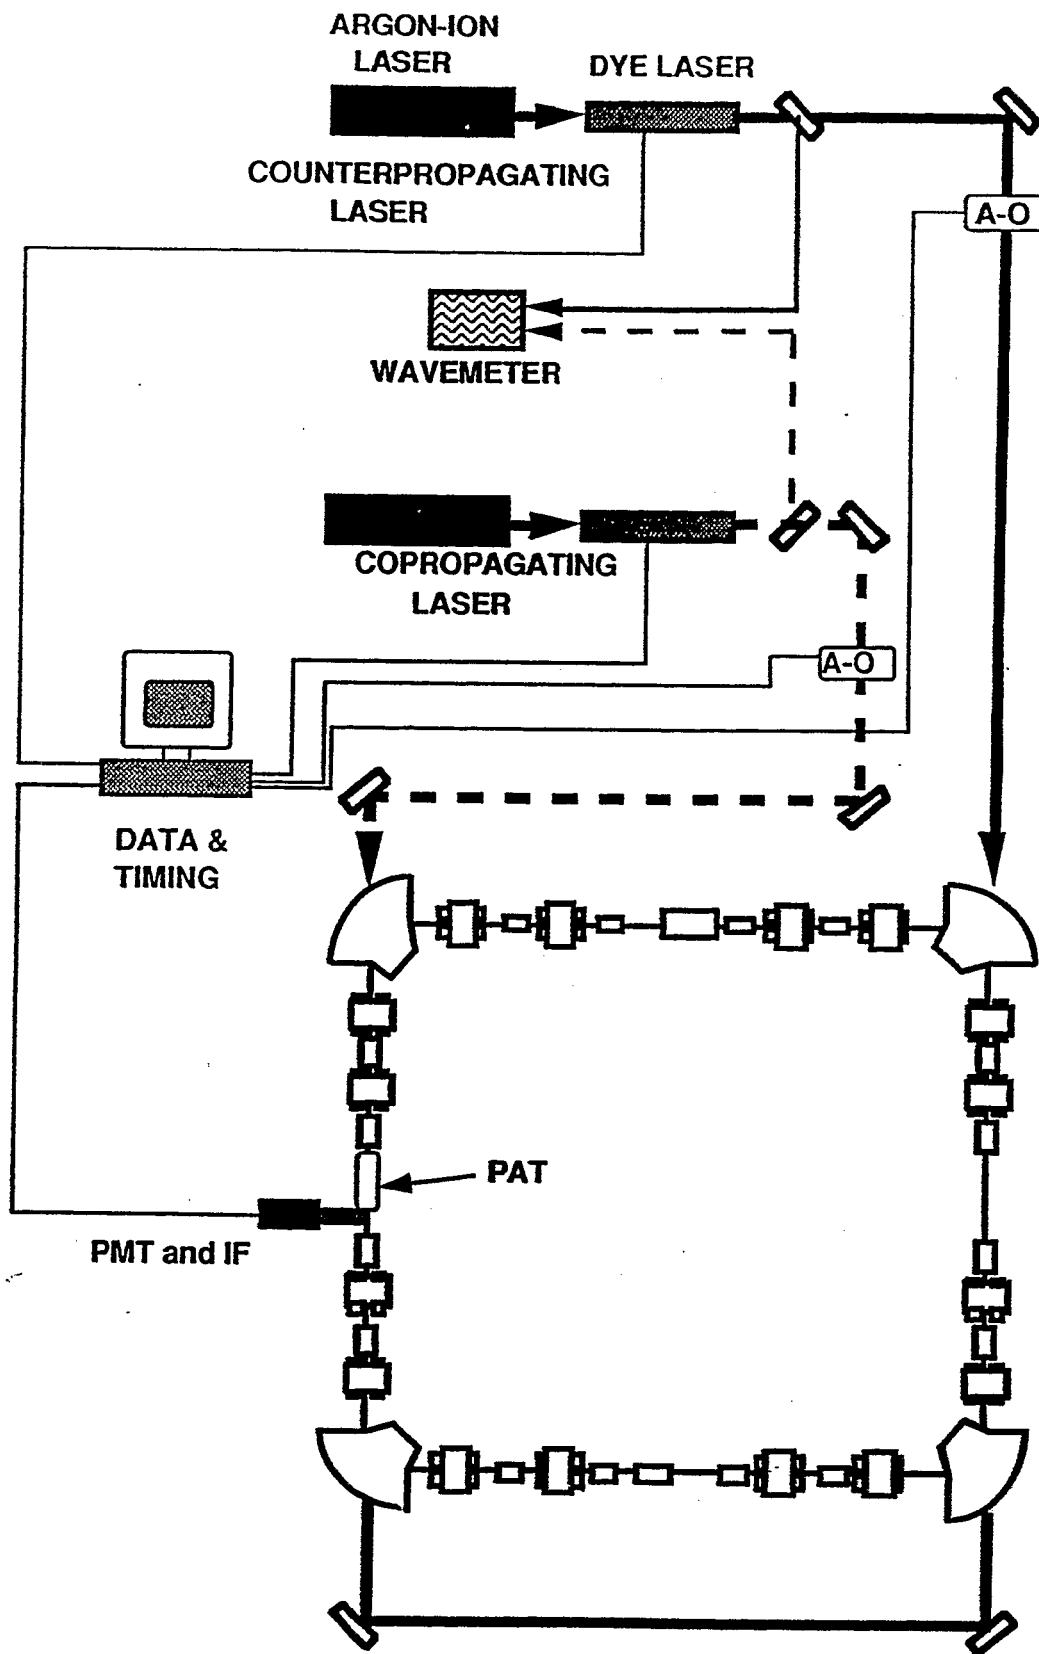 ARGON-ION
LASER
DYE LASER
COUNTERPROPAGATING
LASER
A-O
WAVEMETER
COPROPAGATING
LASER
A-O
DATA &
TIMING
PAT
PMT and IF